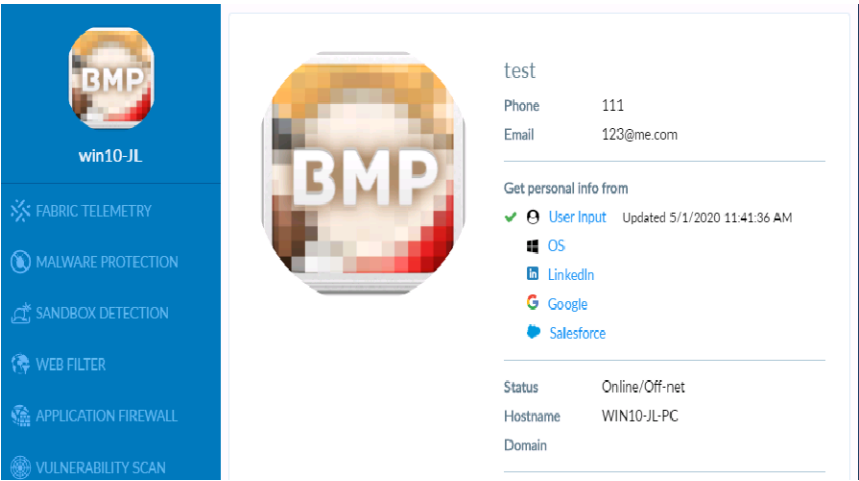 BMP
win10-JL
FABRIC TELEMETRY
MALWARE PROTECTION
SANDBOX DETECTION
WEB FILTER
APPLICATION FIREWALL
VULNERABILITY SCAN
BMP
test
Phone 111
Email 123@me.com
Get personal info from
User Input Updated 5/1/2020 11:41:36 AM
OS
in LinkedIn
G Google
Salesforce
Status Online/Off-net
Hostname WIN10-JL-PC
Domain